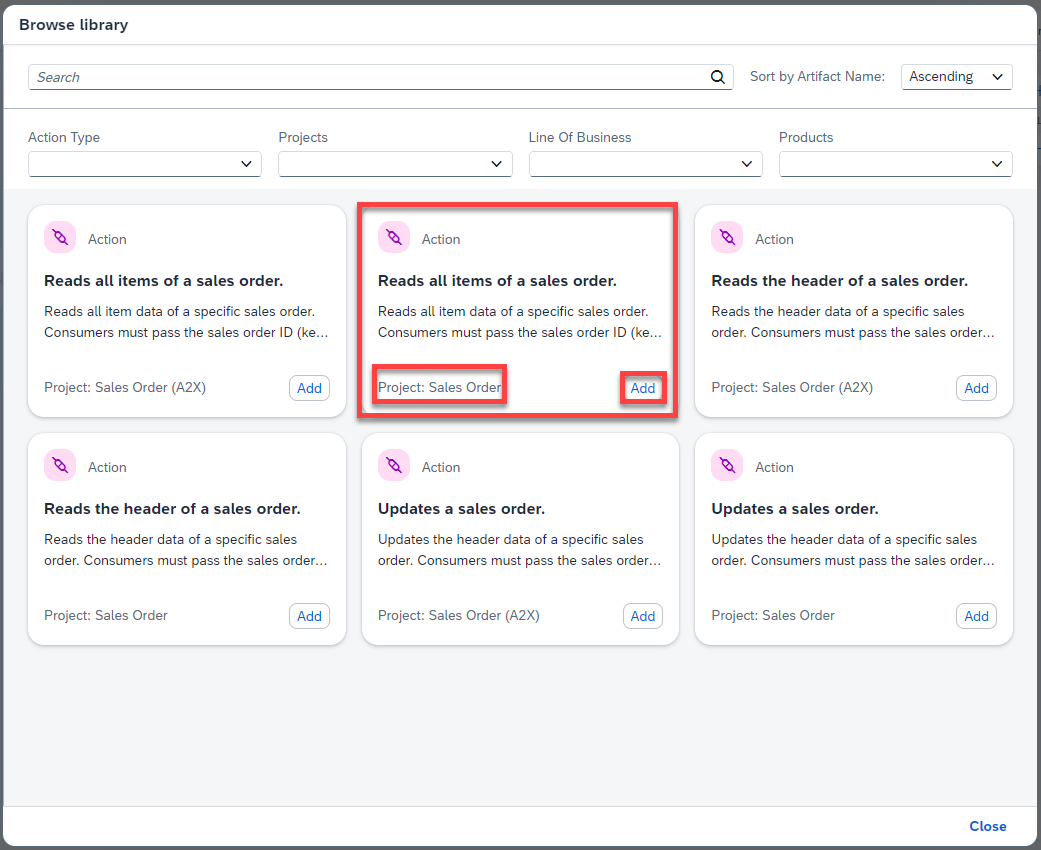 Browse library
Search
Sort by Artifact Name:
Ascending
Action Type
Projects
Line Of Business
Products
Action
Reads all items of a sales order.
Reads all item data of a specific sales order.
Consumers must pass the sales order ID (ke...
Project: Sales Order (A2X)
Add
Action
Reads all items of a sales order.
Reads all item data of a specific sales order.
Consumers must pass the sales order ID (ke...
Project: Sales Order
Add
Action
Reads the header of a sales order.
Reads the header data of a specific sales
order. Consumers must pass the sales order...
Project: Sales Order (A2X)
Add
Action
Reads the header of a sales order.
Reads the header data of a specific sales
order. Consumers must pass the sales order...
Project: Sales Order
Add
Action
Updates a sales order.
Updates the header data of a specific sales
order. Consumers must pass the sales order...
Project: Sales Order (A2X)
Add
Action
Updates a sales order.
Updates the header data of a specific sales
order. Consumers must pass the sales order...
Project: Sales Order
Add
Close